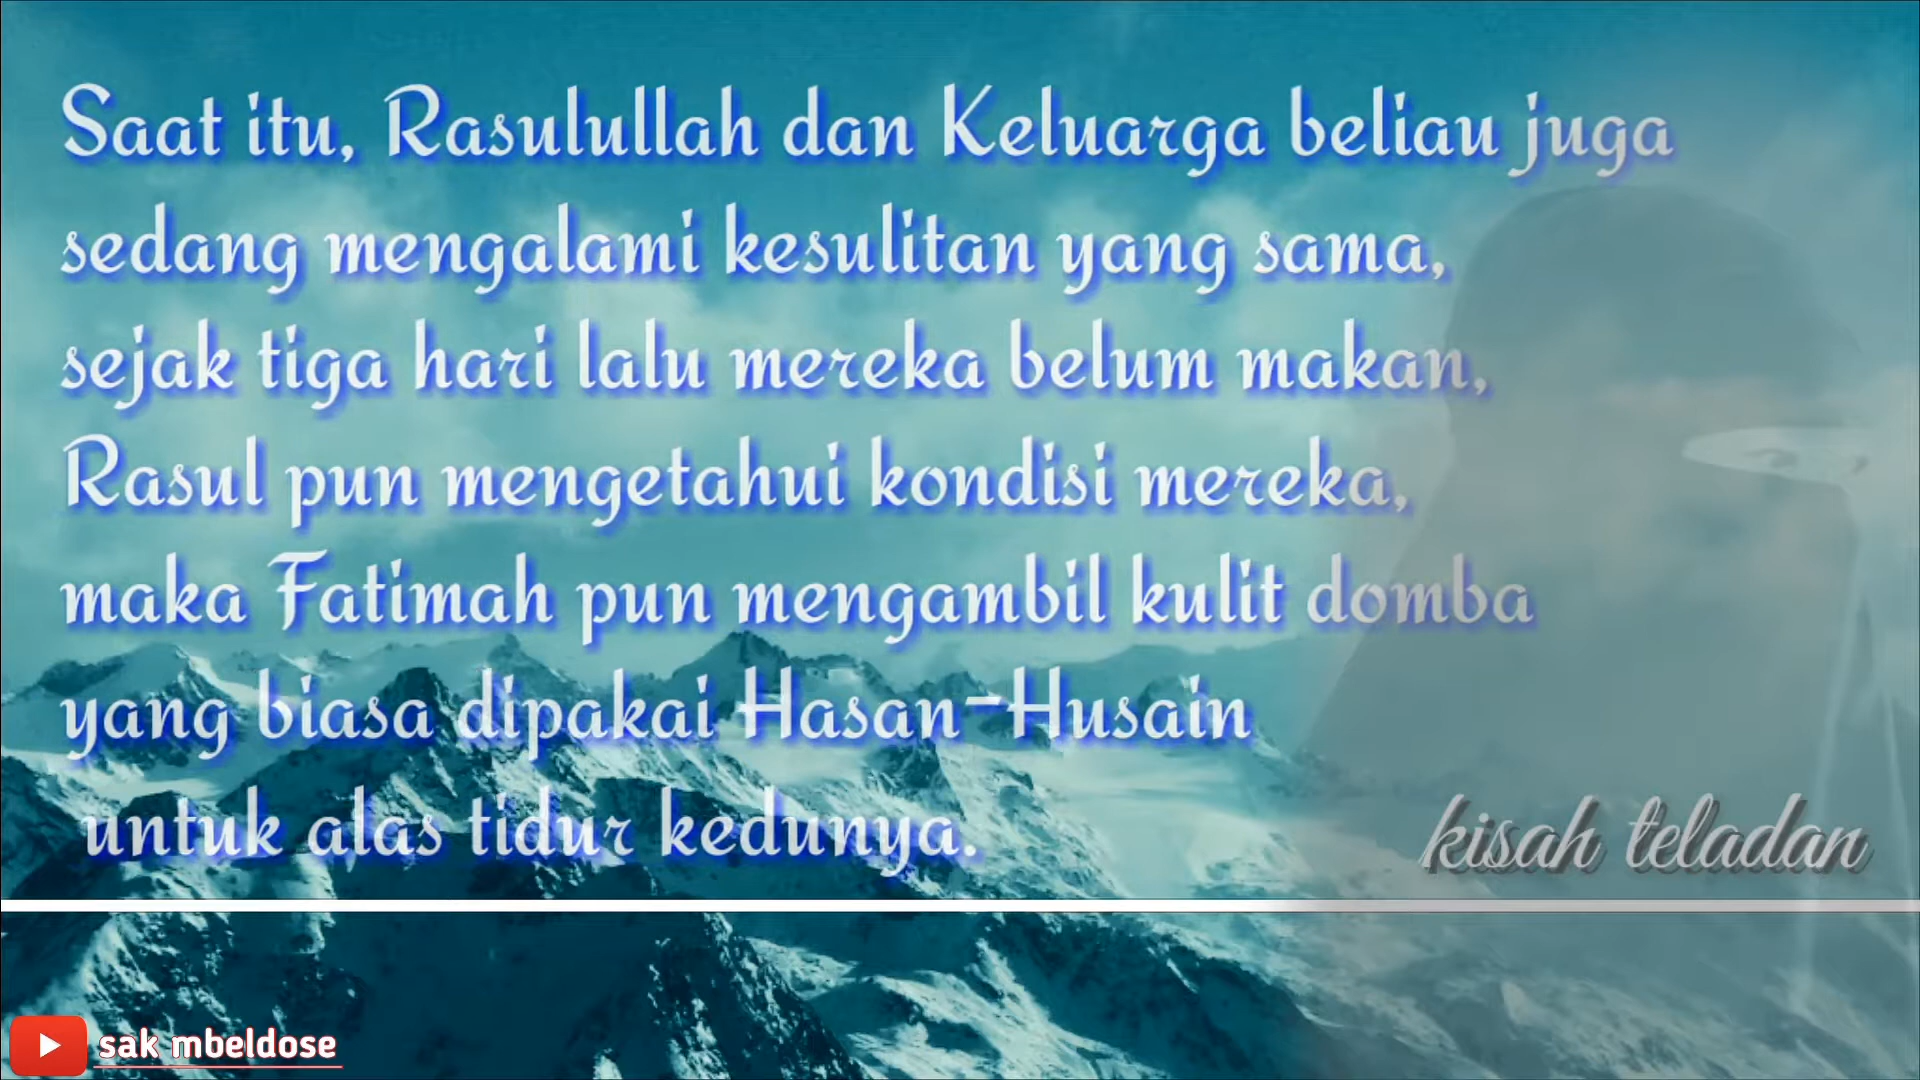 Saat itu, Rasulullah dan Keluarga beliau juga
sedang mengalami kesulitan yang sama,
sejak tiga hari lalu mereka belum makan,
Rasul pun mengetahui kondisi mereka,
maka Fatimah pun mengambil kulit domba
yang biasa dipakai Hasan-Husain
untuk alas tidur kedunya.
kisah teladan
sak mbeldose